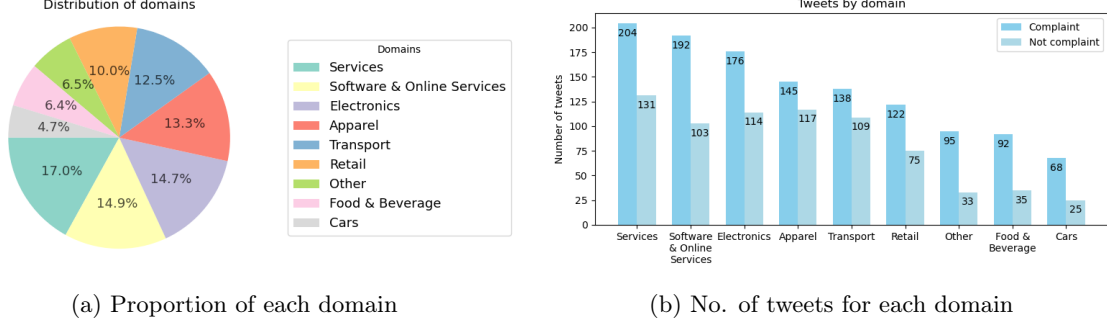 Distribution of domains
10.0%
12.5%
6.5%
6.4%
13.3%
4.7%
17.0%
14.7%
14.9%
Domains
Services
Software & Online Services
Electronics
Apparel
Transport
Retail
Other
Food & Beverage
Cars
(a) Proportion of each domain
Tweets by domain
Complaint
Not complaint
Number of tweets
200
175
150
125
100
75
50
25
0
204
131
192
103
176
114
145
117
138
109
122
75
95
33
92
35
68
25
Services
Software
& Online
Services
Electronics
Apparel
Transport
Retail
Other
Food &
Beverage
Cars
(b) No. of tweets for each domain